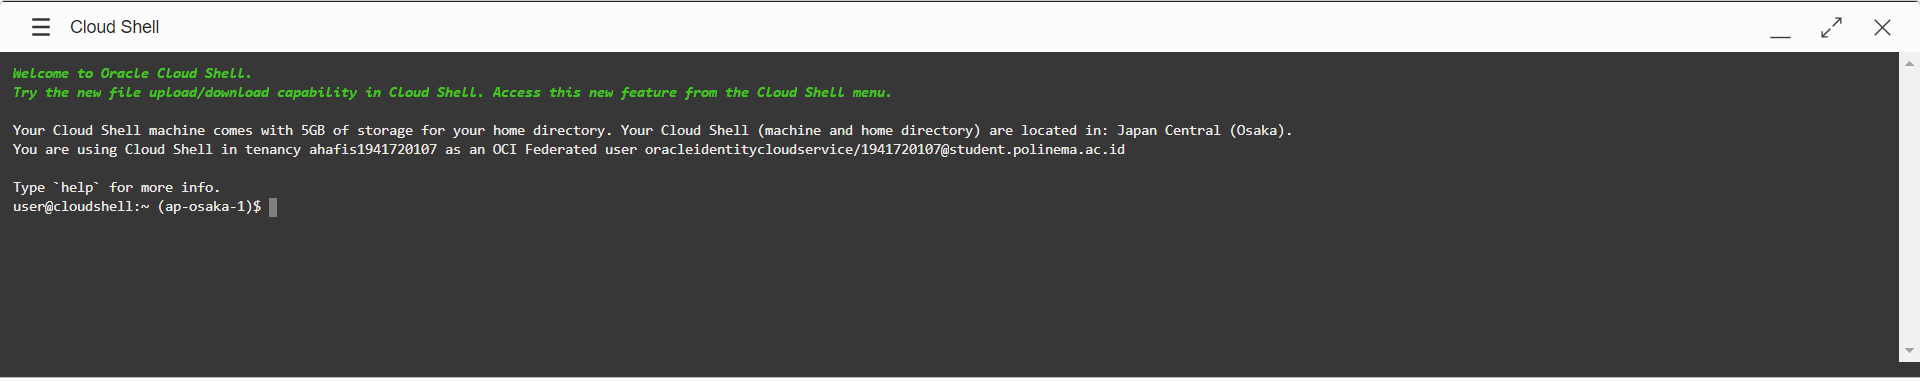 Cloud Shell
Welcome to Oracle Cloud Shell.
Try the new file upload/download capability in Cloud Shell. Access this new feature from the Cloud Shell menu.
Your Cloud Shell machine comes with 5GB of storage for your home directory. Your Cloud Shell (machine and home directory) are located in: Japan Central (Osaka).
You are using Cloud Shell in tenancy ahafis1941720107 as an OCI Federated user oracleidentitycloudservice/1941720107@student.polinema.ac.id
Type `help` for more info.
user@cloudshell:~ (ap-osaka-1)$